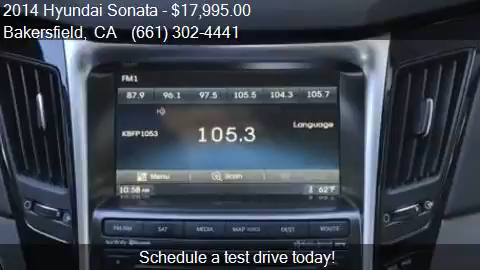 2014 Hyundai Sonata - $17,995.00
Bakersfield, CA (661) 302-4441
FM1
87.9 96.1 97.5 105.5 104.3 105.7
KBFP1053 105.3 Language
Menu Scan
10:58 AM 62°F
FM/AM SAT MEDIA MAP DEST ROUTE
Schedule a test drive today!